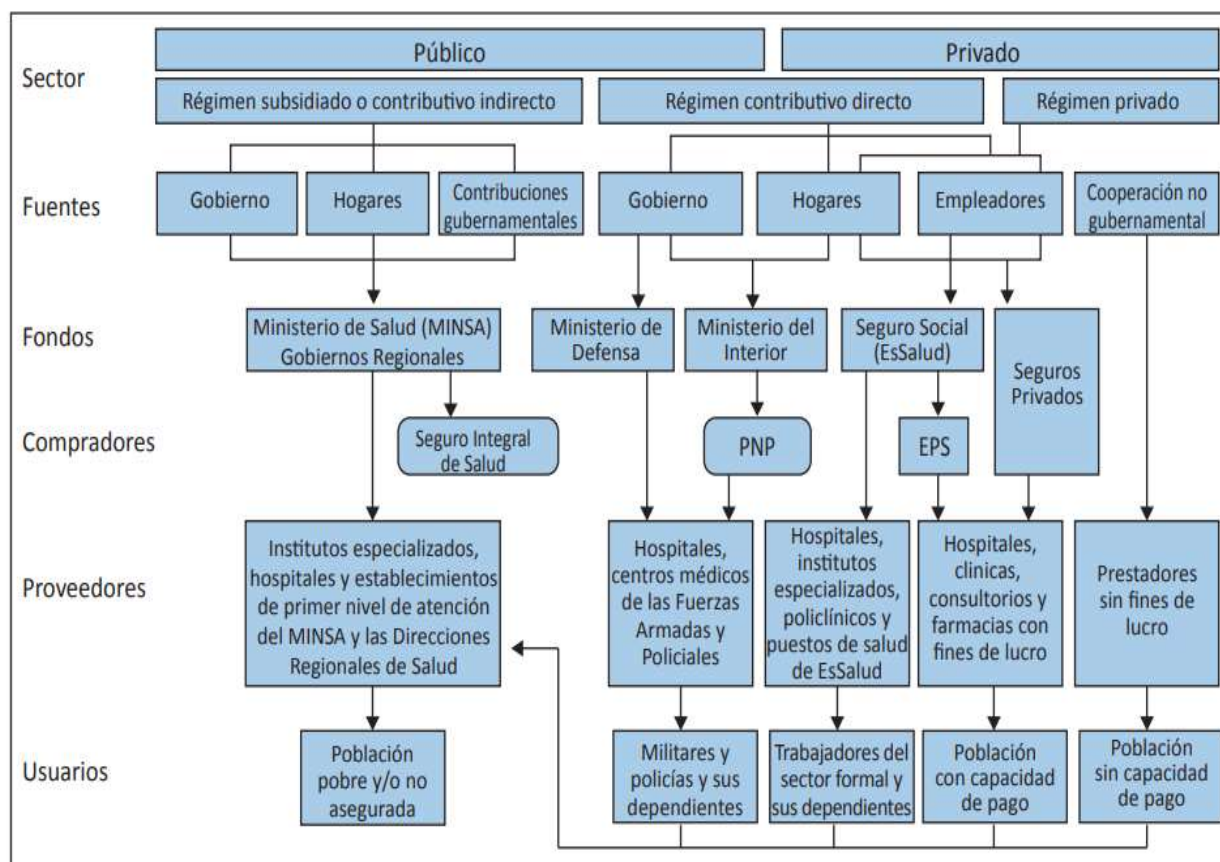 Sector
Público
Privado
Régimen subsidiado o contributivo indirecto
Régimen contributivo directo
Régimen privado
Fuentes
Gobierno
Hogares
Contribuciones
gubernamentales
Gobierno
Hogares
Empleadores
Cooperación no
gubernamental
Fondos
Ministerio de Salud (MINSA)
Gobiernos Regionales
Ministerio de
Defensa
Ministerio del
Interior
Seguro Social
(EsSalud)
Seguros
Privados
Compradores
Seguro Integral
de Salud
PNP
EPS
Proveedores
Institutos especializados,
hospitales y establecimientos
de primer nivel de atención
del MINSA y las Direcciones
Regionales de Salud
Hospitales,
centros médicos
de las Fuerzas
Armadas y
Policiales
Hospitales,
institutos
especializados,
policlínicos y
puestos de salud
de EsSalud
Hospitales,
clinicas,
consultorios y
farmacias con
fines de lucro
Prestadores
sin fines de
lucro
Usuarios
Población
pobre y/o no
asegurada
Militares y
policías y sus
dependientes
Trabajadores del
sector formal y
sus dependientes
Población
con capacidad
de pago
Población
sin capacidad
de pago